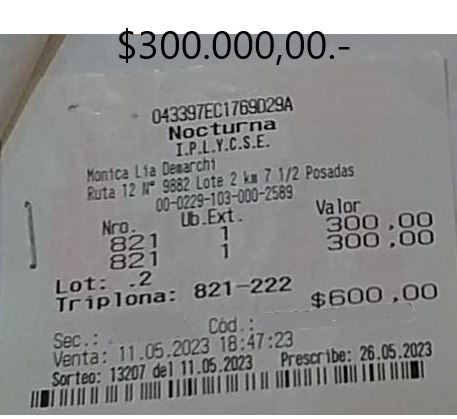 $300.000,00.-
043397EC1769D29A
Nocturna
I.P.L.Y.C.S.E.
Monica Lia Demarchi
Ruta 12 Nº 9882 Lote 2 km 7 1/2 Posadas
00-0229-103-000-2589
Nro. Ub.Ext. Valor
821 1 300,00
821 1 300,00
Lot: .2
Triplona: 821-222
$600,00
Sec.: Cód.:
Venta: 11.05.2023 18:47:23
Sorteo: 13207 del 11.05.2023 Prescribe: 26.05.2023